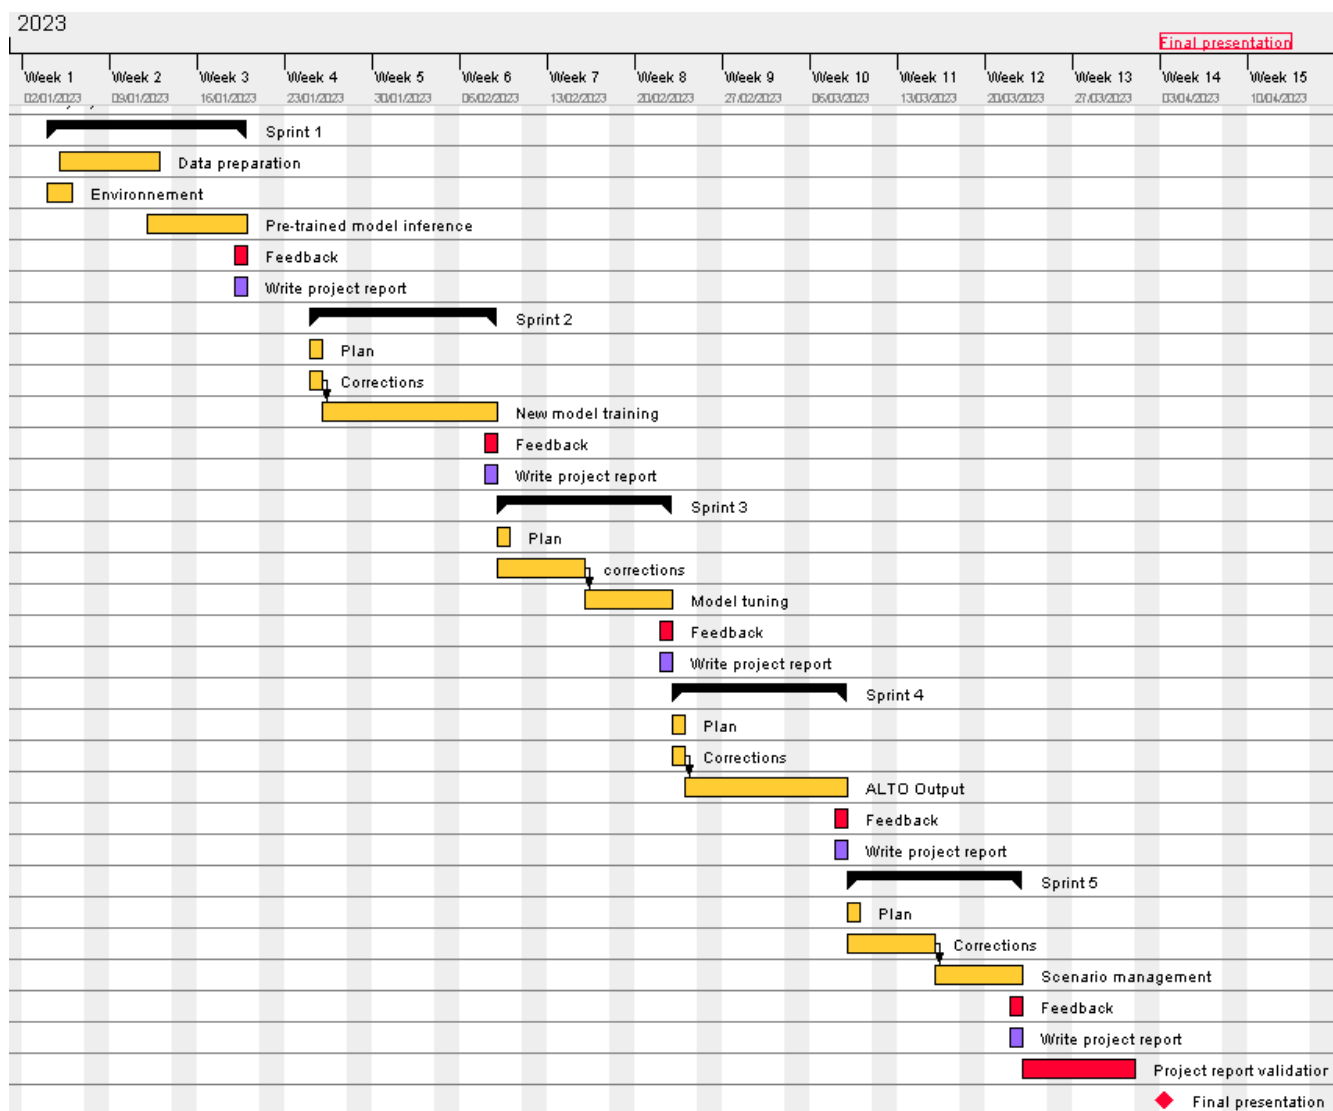 2023
Final presentation
Week 1 Week 2 Week 3 Week 4 Week 5 Week 6 Week 7 Week 8 Week 9 Week 10 Week 11 Week 12 Week 13 Week 14 Week 15
02/01/2023 09/01/2023 16/01/2023 23/01/2023 30/01/2023 06/02/2023 13/02/2023 20/02/2023 27/02/2023 06/03/2023 13/03/2023 20/03/2023 27/03/2023 03/04/2023 10/04/2023
Sprint 1
Data preparation
Environnement
Pre-trained model inference
Feedback
Write project report
Sprint 2
Plan
Corrections
New model training
Feedback
Write project report
Sprint 3
Plan
corrections
Model tuning
Feedback
Write project report
Sprint 4
Plan
Corrections
ALTO Output
Feedback
Write project report
Sprint 5
Plan
Corrections
Scenario management
Feedback
Write project report
Project report validation
Final presentation